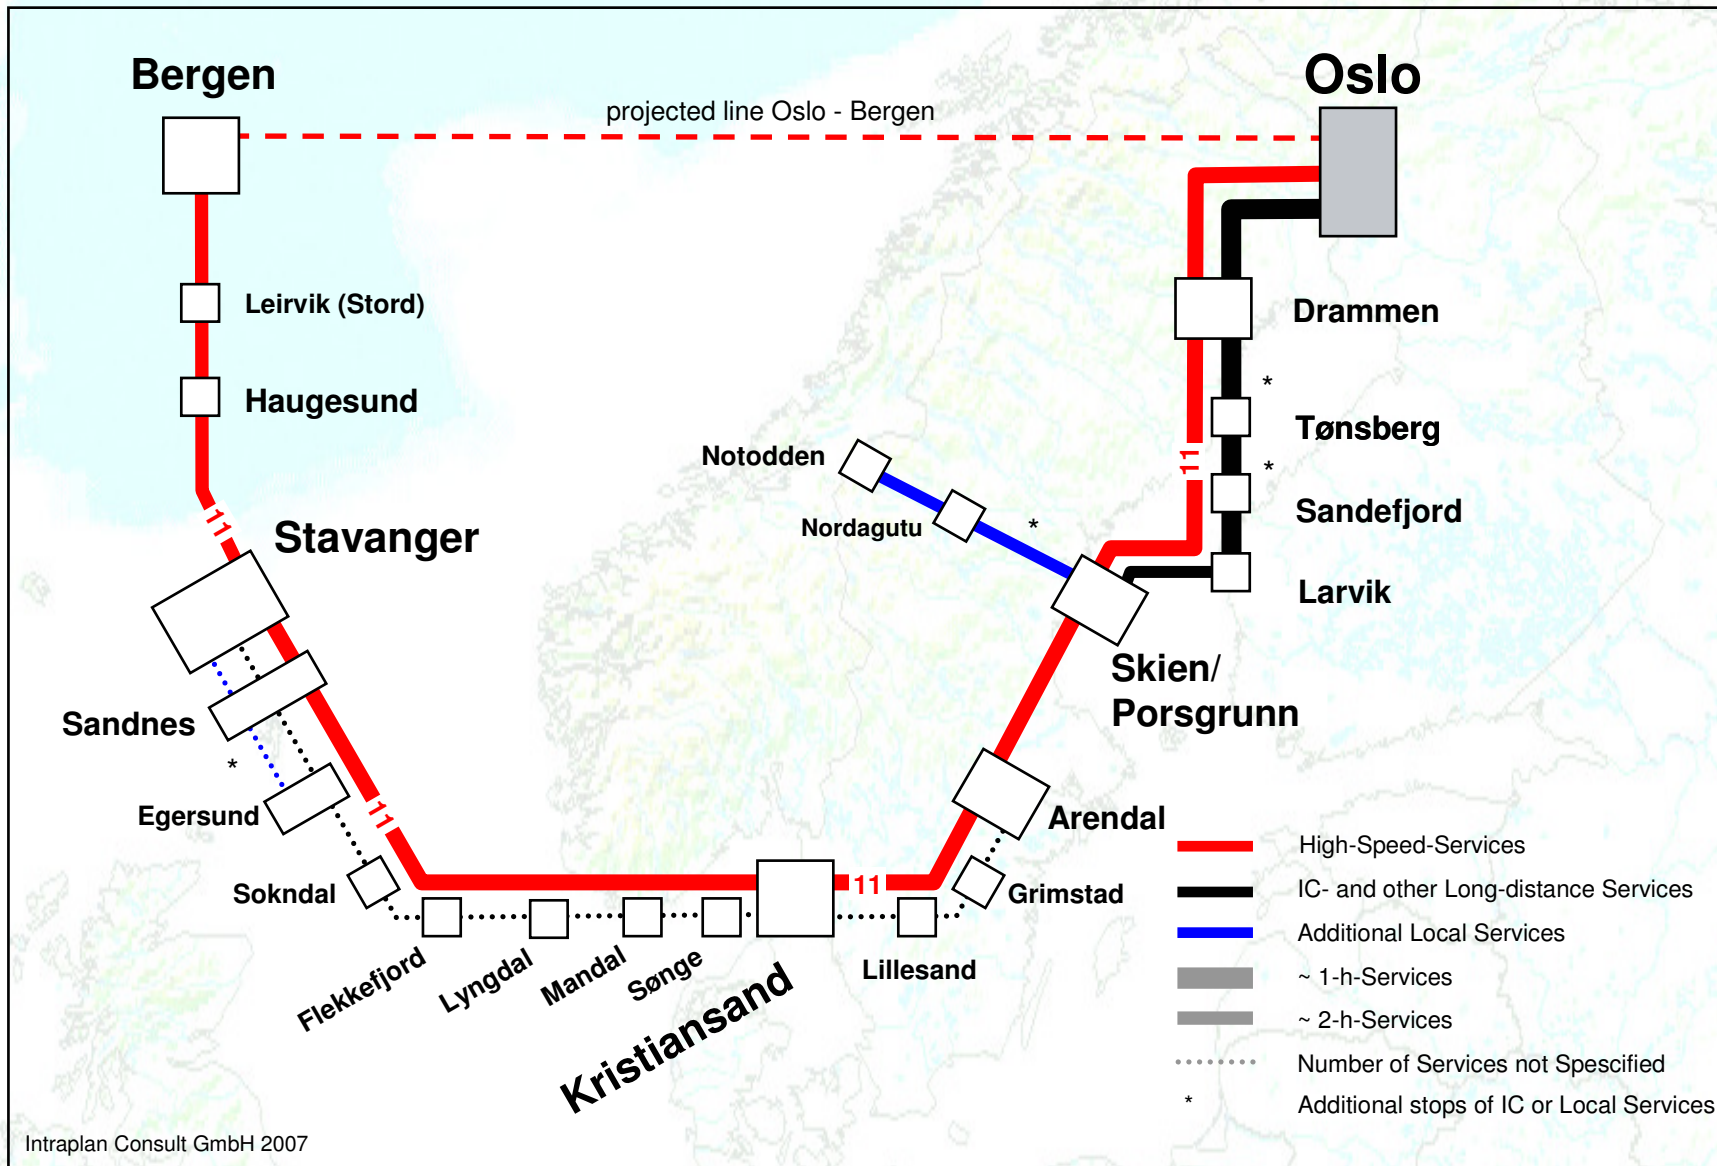 Bergen
Oslo
projected line Oslo - Bergen
Leirvik (Stord)
Drammen
*
Haugesund
Tønsberg
Notodden
11
*
Sandefjord
11
Nordagutu
*
Stavanger
Larvik
Skien/
Porsgrunn
Sandnes
*
Egersund
11
Arendal
High-Speed-Services
Sokndal
11
Grimstad
IC- and other Long-distance Services
Additional Local Services
Flekkefjord
Lyngdal
Mandal
Sønge
Kristiansand
Lillesand
~ 1-h-Services
~ 2-h-Services
Number of Services not Spescified
* Additional stops of IC or Local Services
Intraplan Consult GmbH 2007